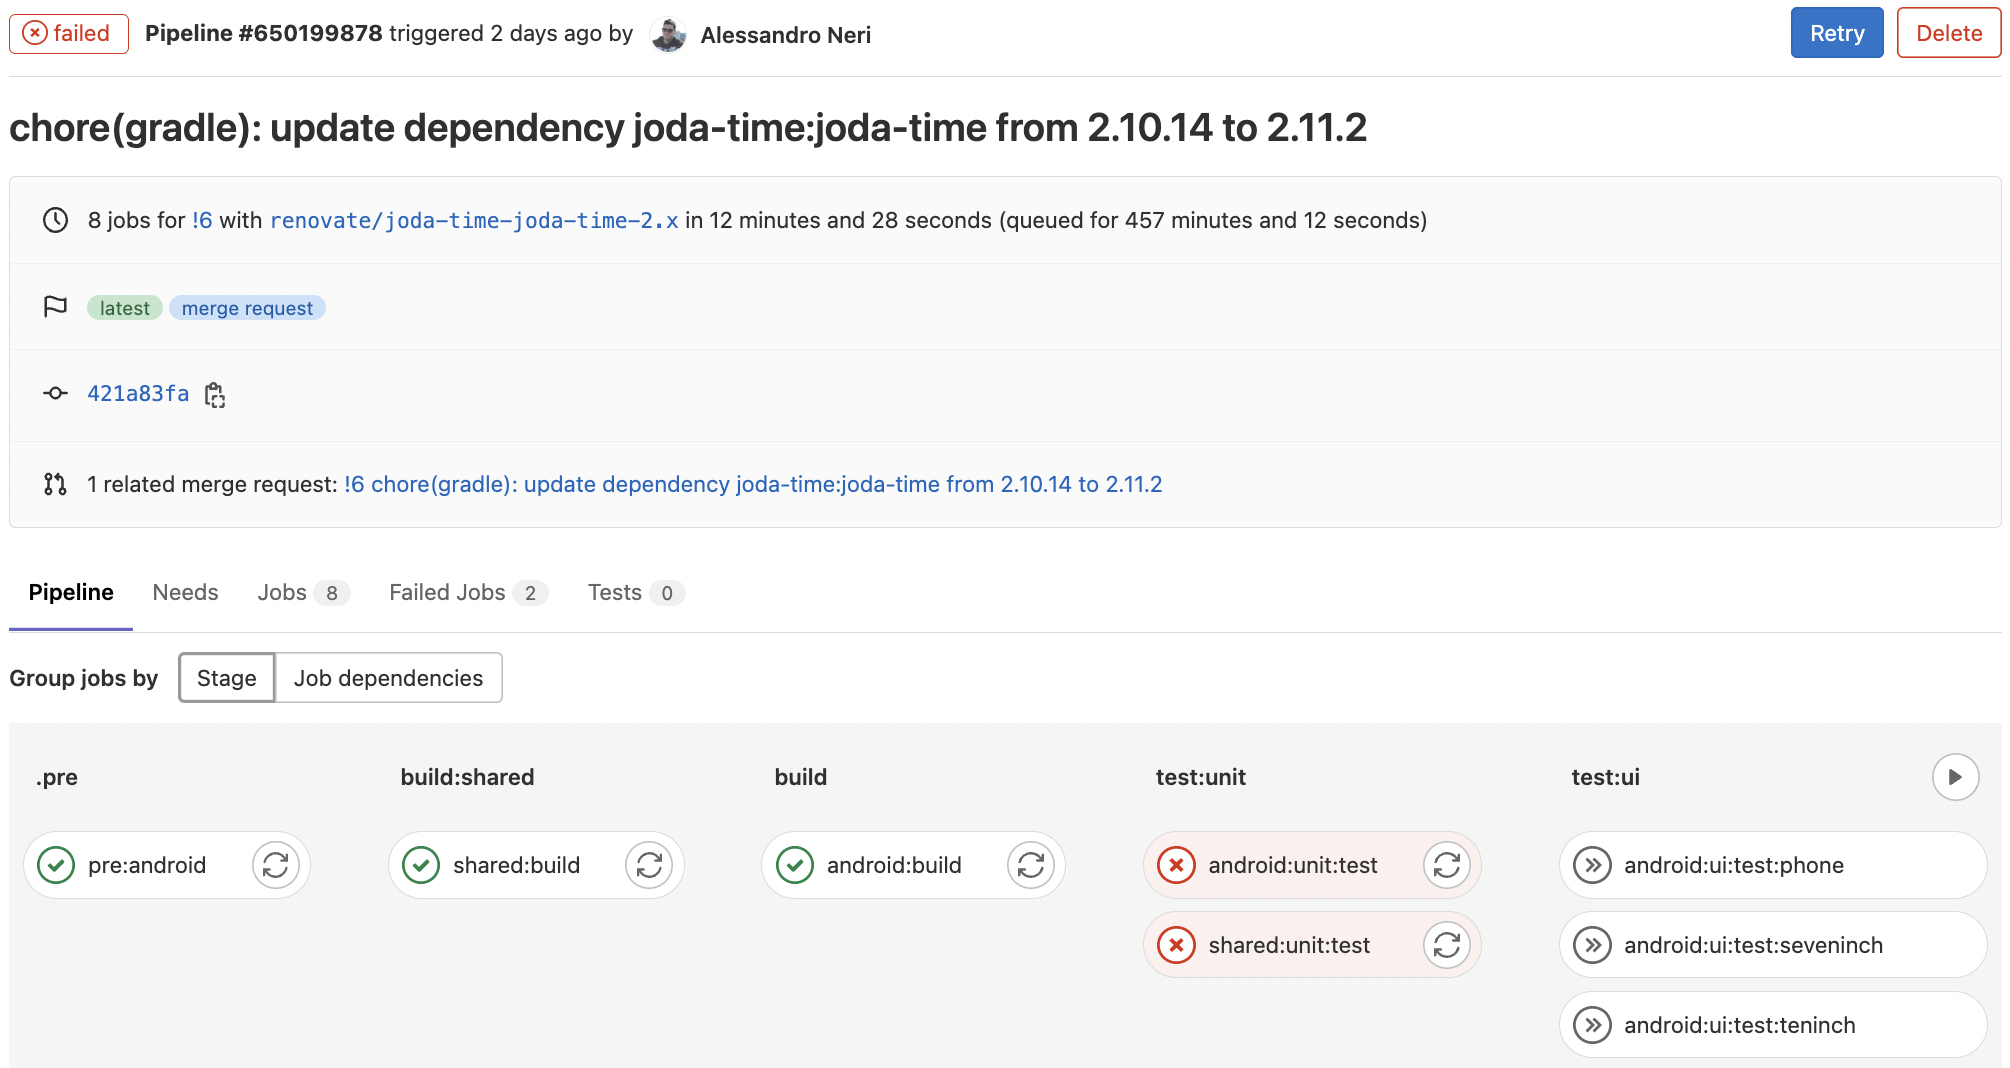 failed Pipeline #650199878 triggered 2 days ago by Alessandro Neri Retry Delete
chore(gradle): update dependency joda-time:joda-time from 2.10.14 to 2.11.2
8 jobs for !6 with renovate/joda-time-joda-time-2.x in 12 minutes and 28 seconds (queued for 457 minutes and 12 seconds)
latest merge request
421a83fa
1 related merge request: !6 chore(gradle): update dependency joda-time:joda-time from 2.10.14 to 2.11.2
Pipeline Needs Jobs 8 Failed Jobs 2 Tests 0
Group jobs by Stage Job dependencies
.pre build:shared build test:unit test:ui
pre:android shared:build android:build android:unit:test android:ui:test:phone
shared:unit:test android:ui:test:seveninch
android:ui:test:teninch